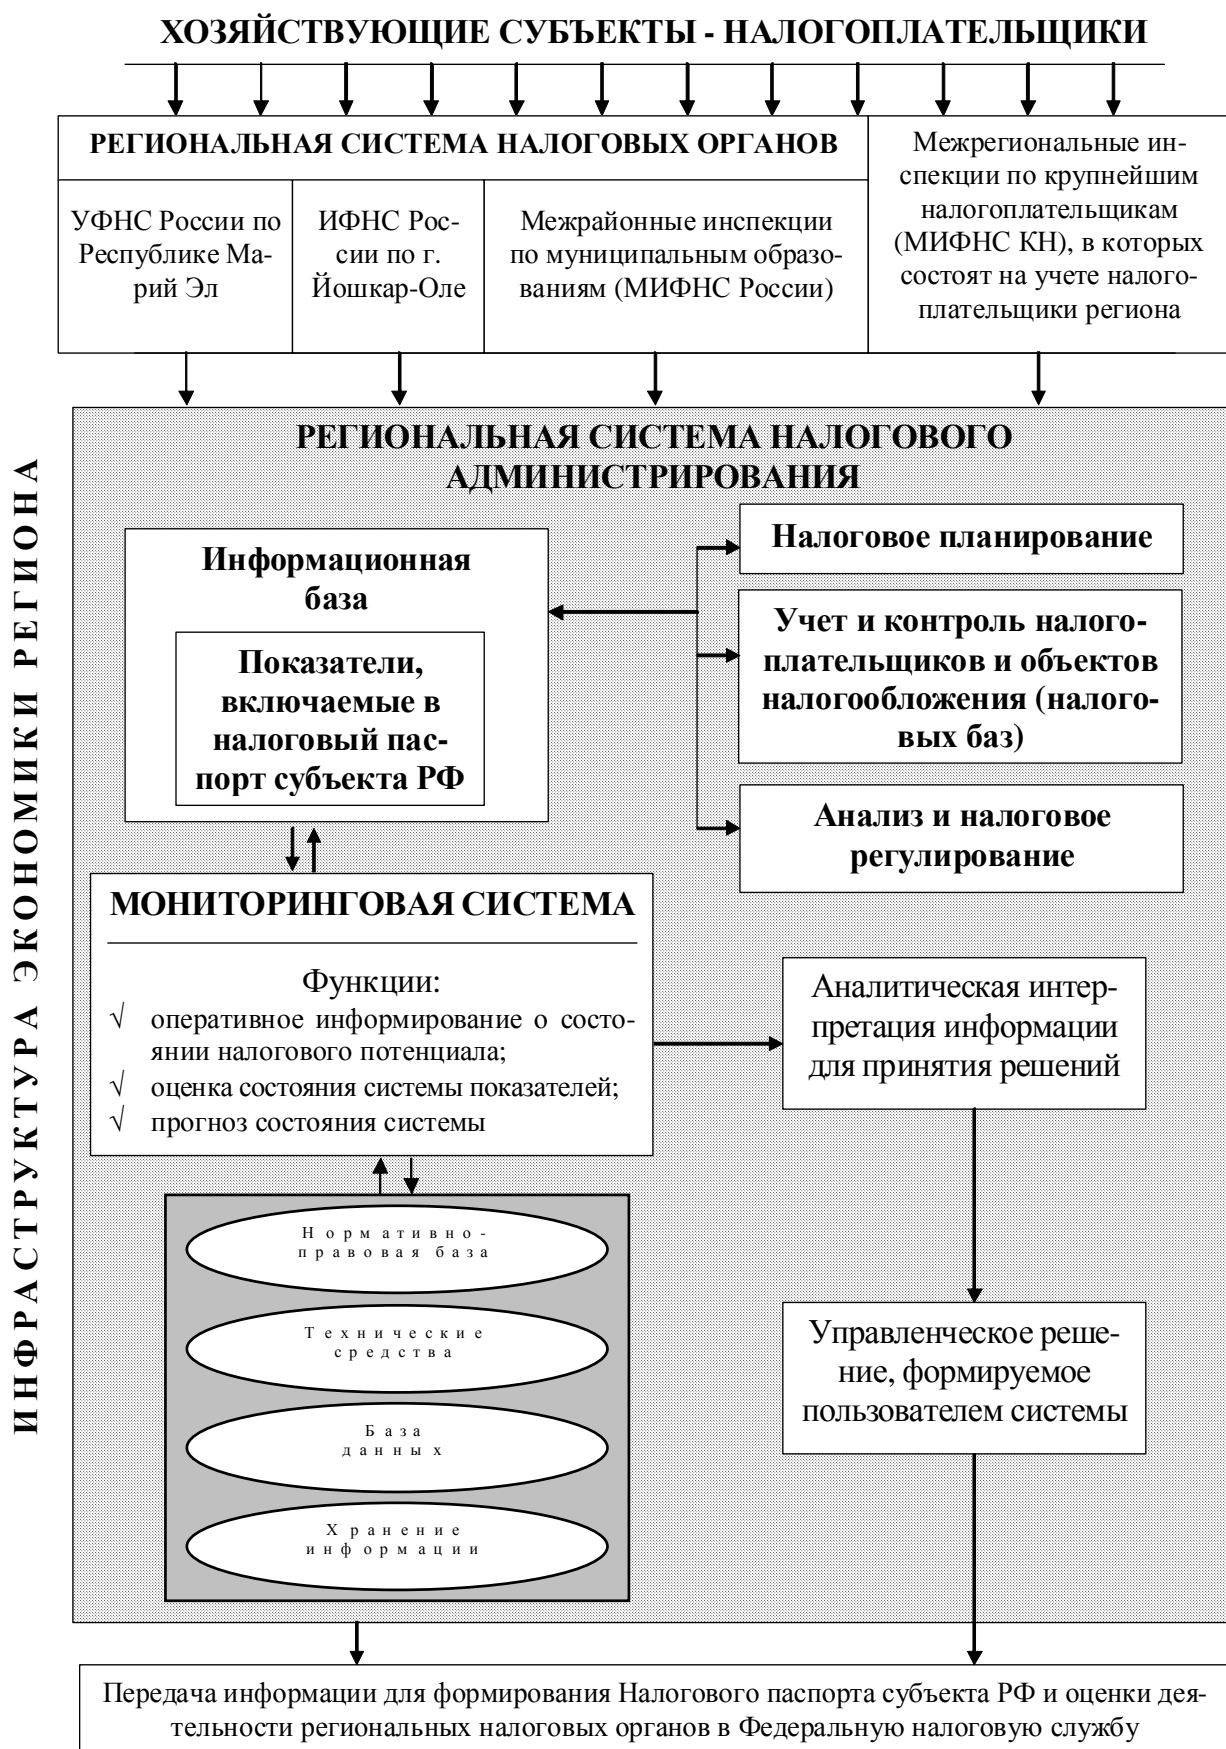 ХОЗЯЙСТВУЮЩИЕ СУБЪЕКТЫ - НАЛОГОПЛАТЕЛЬЩИКИ
РЕГИОНАЛЬНАЯ СИСТЕМА НАЛОГОВЫХ ОРГАНОВ
УФНС России по
Республике Ма-
рий Эл
ИФНС Рос-
сии по г.
Йошкар-Оле
Межрайонные инспекции
по муниципальным образо-
ваниям (МИФНС России)
Межрегиональные ин-
спекции по крупнейшим
налогоплательщикам
(МИФНС КН), в которых
состоят на учете налого-
плательщики региона
ИНФРАСТРУКТУРА ЭКОНОМИКИ РЕГИОНА
РЕГИОНАЛЬНАЯ СИСТЕМА НАЛОГОВОГО
АДМИНИСТРИРОВАНИЯ
Информационная
база
Показатели,
включаемые в
налоговый пас-
порт субъекта РФ
Налоговое планирование
Учет и контроль налого-
плательщиков и объектов
налогообложения (налого-
вых баз)
Анализ и налоговое
регулирование
МОНИТОРИНГОВАЯ СИСТЕМА
Функции:
√ оперативное информирование о состо-
янии налогового потенциала;
√ оценка состояния системы показателей;
√ прогноз состояния системы
Аналитическая интер-
претация информации
для принятия решений
Нормативно-
правовая база
Технические
средства
База
данных
Хранение
информации
Управленческое реше-
ние, формируемое
пользователем системы
Передача информации для формирования Налогового паспорта субъекта РФ и оценки дея-
тельности региональных налоговых органов в Федеральную налоговую службу